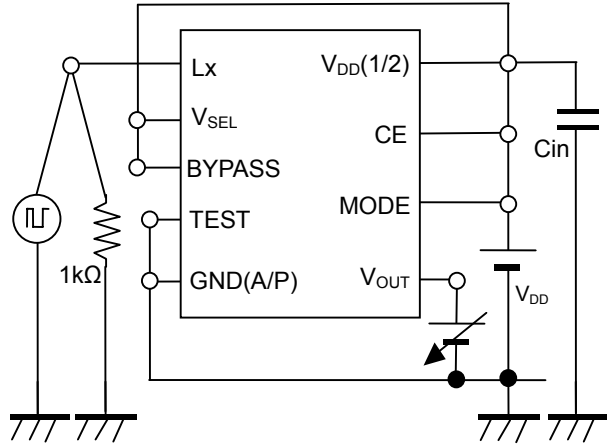 Lx
VDD(1/2)
VSEL
CE
Cin
BYPASS
MODE
TEST
1kΩ
GND(A/P)
VOUT
VDD